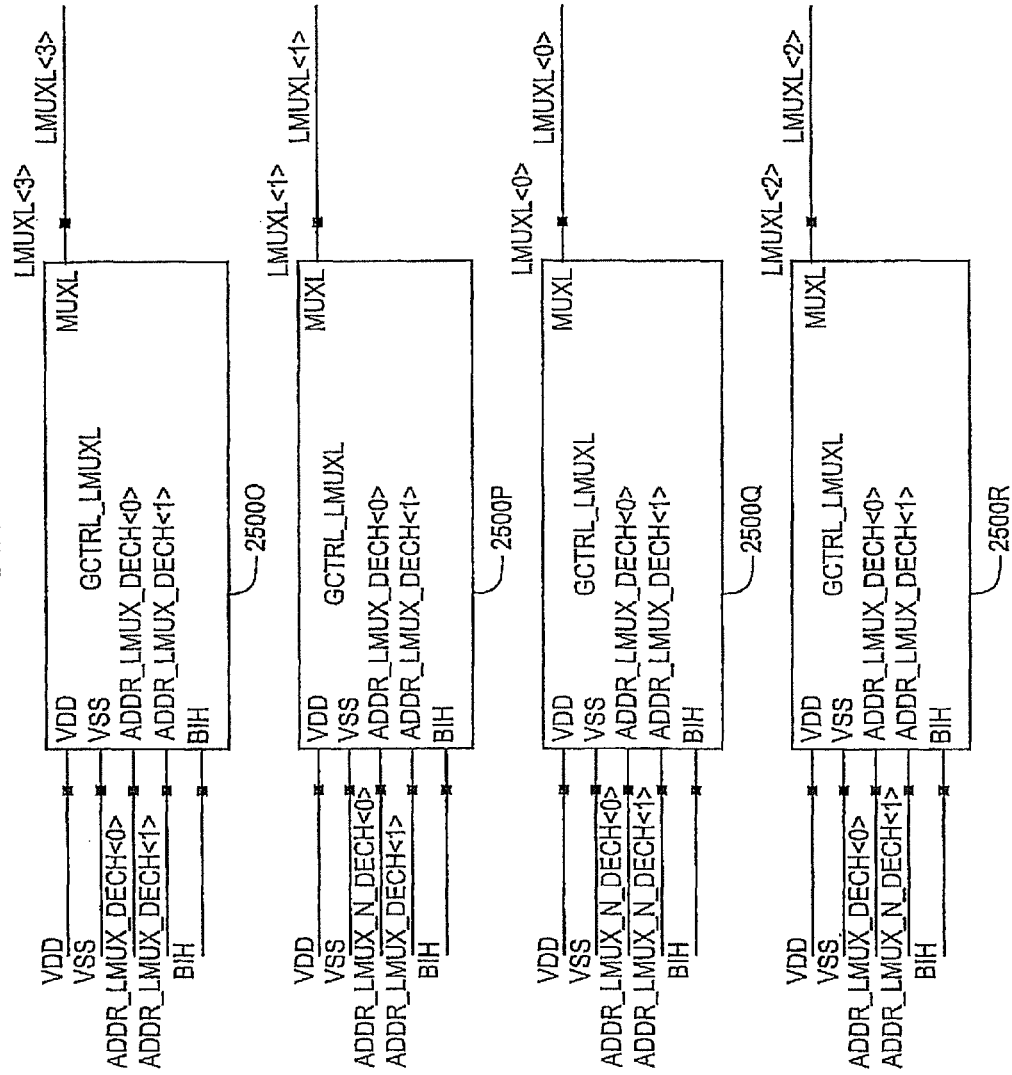 LMUXL<3>
LMUXL<3>
MUXL
GCTRL_LMUXL
VDD
VSS
ADDR_LMUX_DECH<0>
ADDR_LMUX_DECH<1>
BIH
VDD
VSS
ADDR_LMUX_DECH<0>
ADDR_LMUX_DECH<1>
BIH
2500O
LMUXL<1>
LMUXL<1>
MUXL
GCTRL_LMUXL
VDD
VSS
ADDR_LMUX_DECH<0>
ADDR_LMUX_DECH<1>
BIH
VDD
VSS
ADDR_LMUX_N_DECH<0>
ADDR_LMUX_DECH<1>
BIH
2500P
LMUXL<0>
LMUXL<0>
MUXL
GCTRL_LMUXL
VDD
VSS
ADDR_LMUX_DECH<0>
ADDR_LMUX_DECH<1>
BIH
VDD
VSS
ADDR_LMUX_N_DECH<0>
ADDR_LMUX_N_DECH<1>
BIH
2500Q
LMUXL<2>
LMUXL<2>
MUXL
GCTRL_LMUXL
VDD
VSS
ADDR_LMUX_DECH<0>
ADDR_LMUX_DECH<1>
BIH
VDD
VSS
ADDR_LMUX_DECH<0>
ADDR_LMUX_N_DECH<1>
BIH
2500R